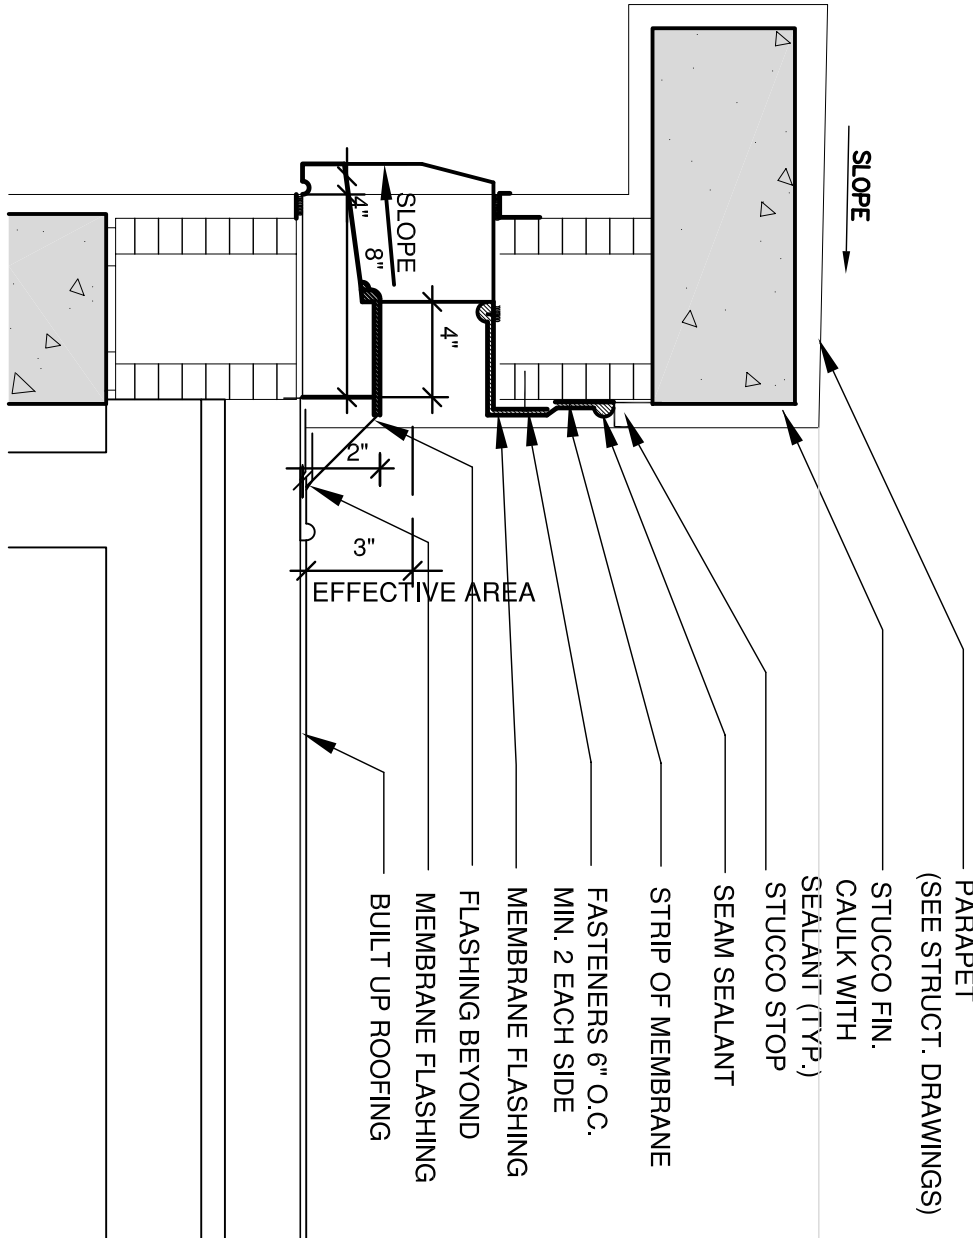 PARAPET
(SEE STRUCT. DRAWINGS)
STUCCO FIN.
CAULK WITH
SEALANT (TYP.)
STUCCO STOP
SEAM SEALANT
STRIP OF MEMBRANE
FASTENERS 6" O.C.
MIN. 2 EACH SIDE
MEMBRANE FLASHING
FLASHING BEYOND
MEMBRANE FLASHING
BUILT UP ROOFING
SLOPE
SLOPE
4"
8"
4"
2"
3"
EFFECTIVE AREA